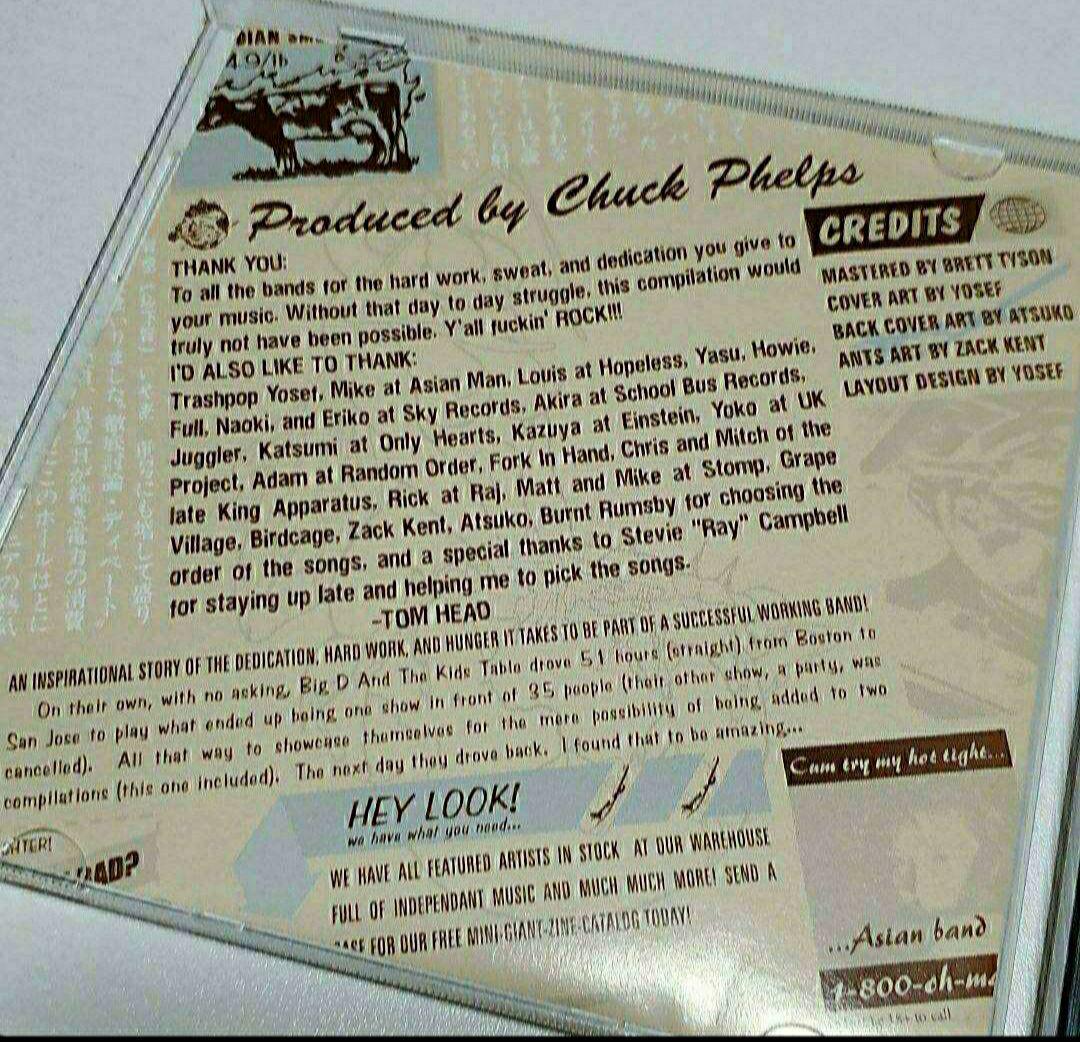 4.9/lb
Produced by Chuck Phelps
THANK YOU:
To all the bands for the hard work, sweat, and dedication you give to
your music. Without that day to day struggle, this compilation would
truly not have been possible. Y'all fuckin' ROCK!!!
I'D ALSO LIKE TO THANK:
Trashpop Yosef, Mike at Asian Man, Louis at Hopeless, Yasu, Howie,
Full, Naoki, and Eriko at Sky Records, Akira at School Bus Records,
Juggler, Katsumi at Only Hearts, Kazuya at Einstein, Yoko at UK
Project, Adam at Random Order, Fork In Hand, Chris and Mitch of the
late King Apparatus, Rick at Raj, Matt and Mike at Stomp, Grape
Village, Birdcage, Zack Kent, Atsuko, Burnt Rumsby for choosing the
order of the songs, and a special thanks to Stevie "Ray" Campbell
for staying up late and helping me to pick the songs.
-TOM HEAD
CREDITS
MASTERED BY BRETT TYSON
COVER ART BY YOSEF
BACK COVER ART BY ATSUKO
ANTS ART BY ZACK KENT
LAYOUT DESIGN BY YOSEF
AN INSPIRATIONAL STORY OF THE DEDICATION, HARD WORK, AND HUNGER IT TAKES TO BE PART OF A SUCCESSFUL WORKING BAND!
On their own, with no asking, Big D And The Kids Table drove 51 hours (straight) from Boston to
San Jose to play what ended up being one show in front of 35 people (their other show, a party, was
cancelled). All that way to showcase themselves for the mere possibility of being added to two
compilations (this one included). The next day they drove back. I found that to be amazing...
HEY LOOK!
we have what you need...
WE HAVE ALL FEATURED ARTISTS IN STOCK AT OUR WAREHOUSE
FULL OF INDEPENDANT MUSIC AND MUCH MUCH MORE! SEND A
FOR OUR FREE MINI-GIANT-ZINE-CATALOG TODAY!
Cum try my hot tight...
...Asian band
1-800-oh-m
18+ to call